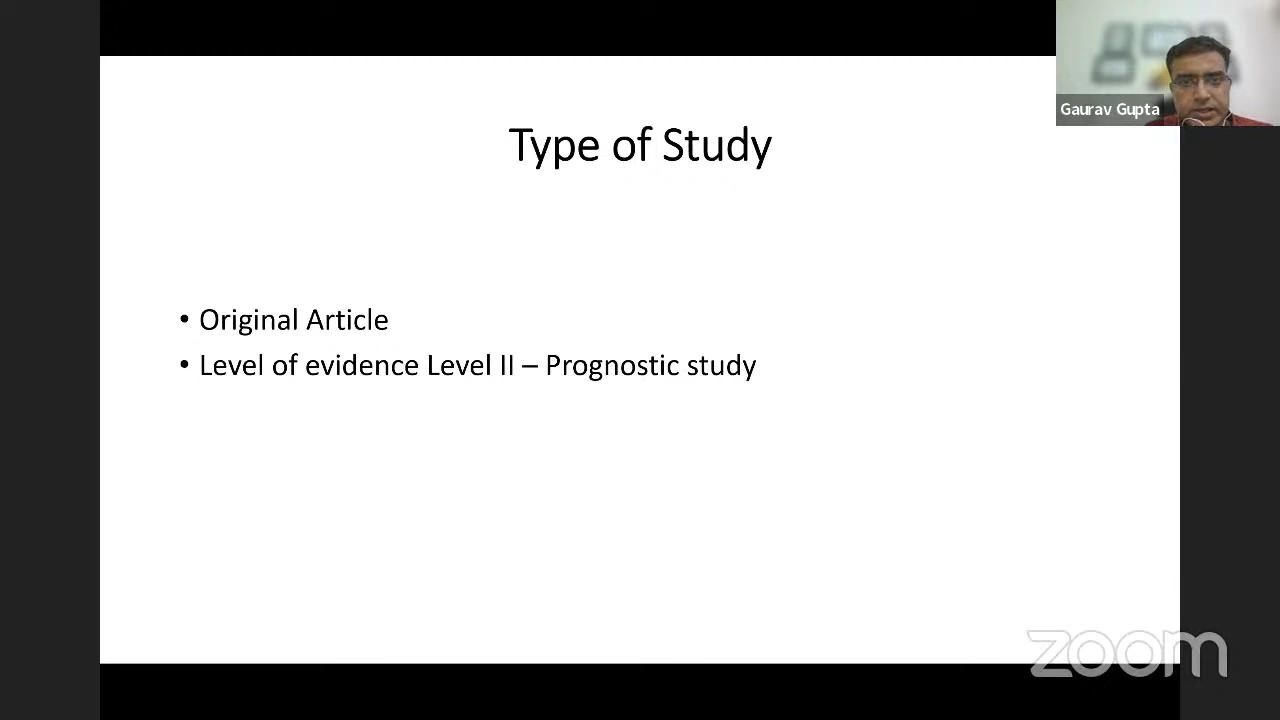 Gaurav Gupta
Type of Study
• Original Article
• Level of evidence Level II – Prognostic study
zoom